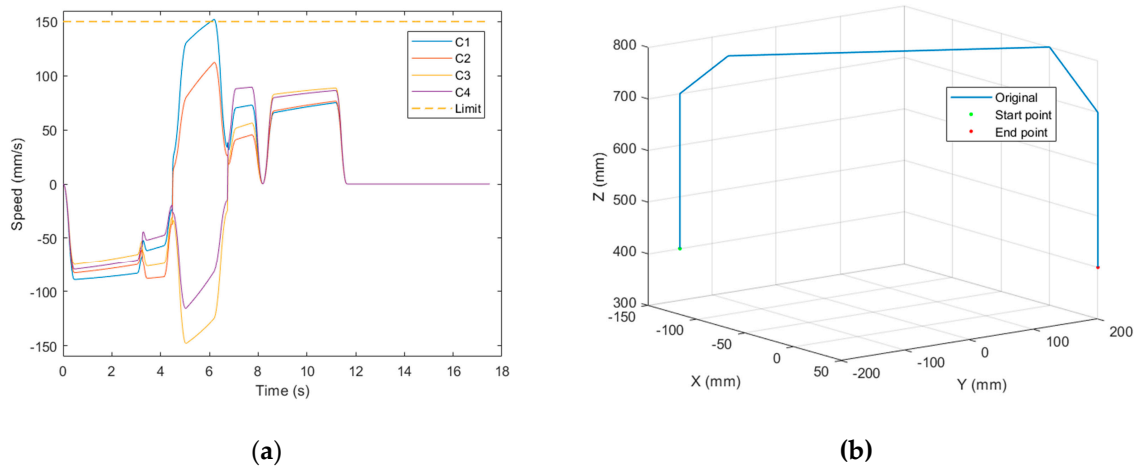 150
100
50
0
-50
-100
-150
0 2 4 6 8 10 12 14 16 18
Speed (mm/s)
Time (s)
C1
C2
C3
C4
Limit
(a)
800
700
600
500
400
300
Z (mm)
-150
-100
-50
0
50
X (mm)
-200
-100
0
100
200
Y (mm)
Original
Start point
End point
(b)